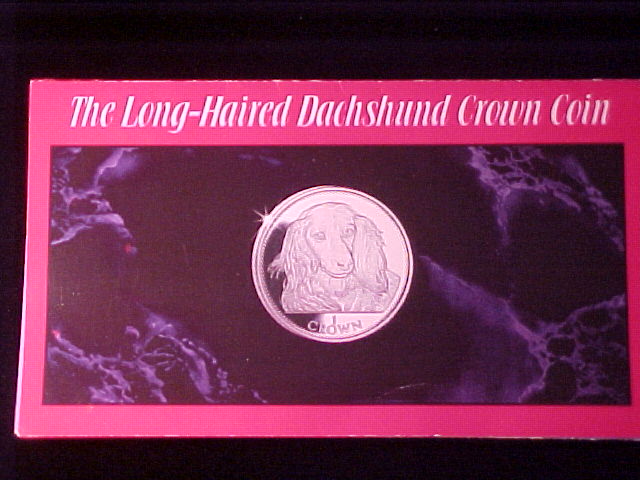 The Long-Haired Dachshund Crown Coin
1
CROWN